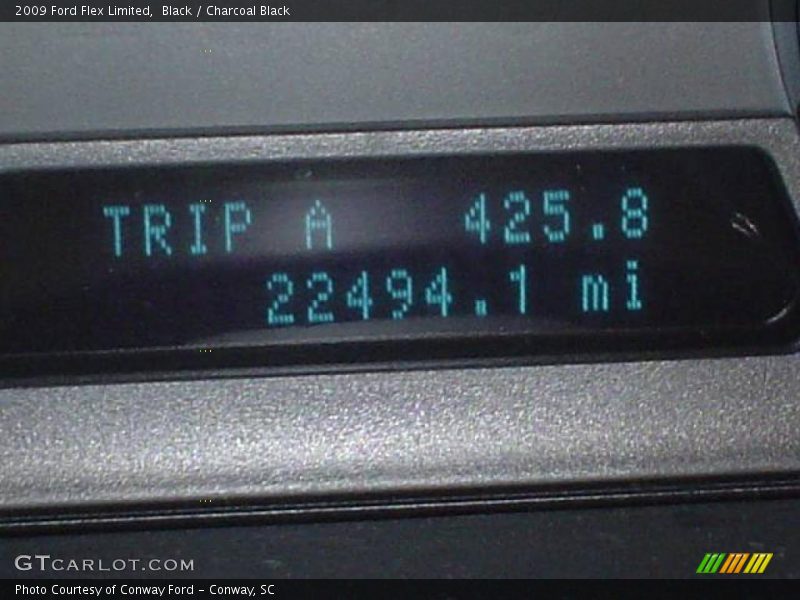 2009 Ford Flex Limited, Black / Charcoal Black
TRIP A 425.8
22494.1 mi
GTCARLOT.COM
Photo Courtesy of Conway Ford - Conway, SC